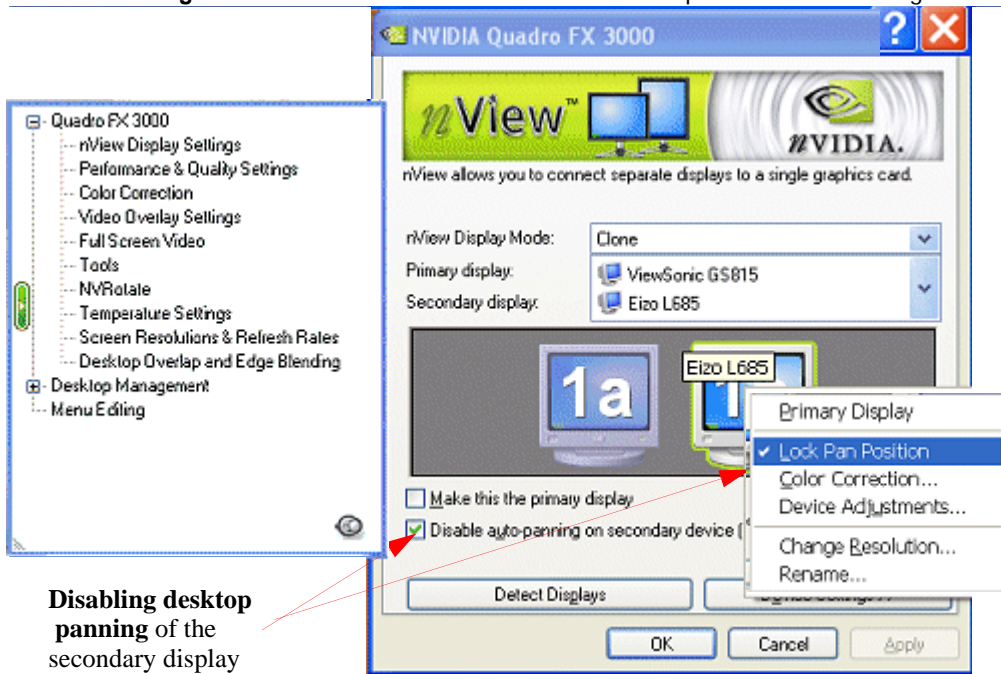 NVIDIA Quadro FX 3000
nView™
nVIDIA.
nView allows you to connect separate displays to a single graphics card.
nView Display Mode: Clone
Primary display: ViewSonic GS815
Secondary display: Eizo L685
1a
Eizo L685
Primary Display
Lock Pan Position
Color Correction...
Device Adjustments...
Change Resolution...
Rename...
Make this the primary display
Disable auto-panning on secondary device (
Detect Displays
OK
Cancel
Apply
Quadro FX 3000
nView Display Settings
Performance & Quality Settings
Color Correction
Video Overlay Settings
Full Screen Video
Tools
NVRotate
Temperature Settings
Screen Resolutions & Refresh Rates
Desktop Overlap and Edge Blending
Desktop Management
Menu Editing
Disabling desktop
panning of the
secondary display